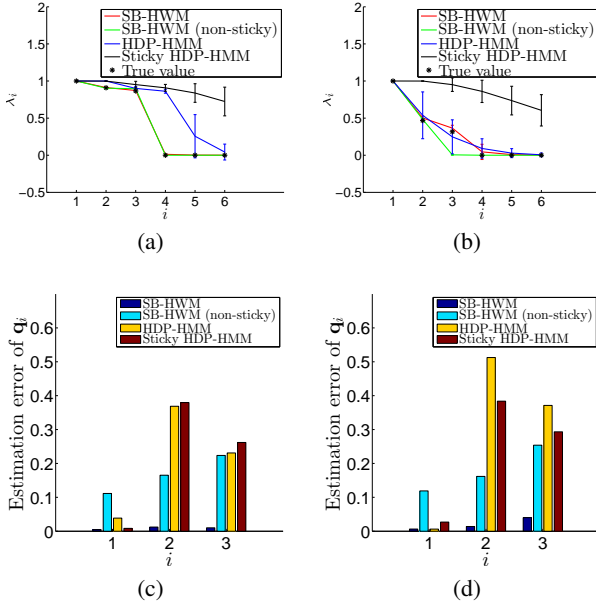 SB-HWM
SB-HWM (non-sticky)
HDP-HMM
Sticky HDP-HMM
True value
2
1.5
1
0.5
0
−0.5
λi
1 2 3 4 5 6
i
(a)
SB-HWM
SB-HWM (non-sticky)
HDP-HMM
Sticky HDP-HMM
True value
2
1.5
1
0.5
0
−0.5
λi
1 2 3 4 5 6
i
(b)
SB-HWM
SB-HWM (non-sticky)
HDP-HMM
Sticky HDP-HMM
Estimation error of qi
0.6
0.5
0.4
0.3
0.2
0.1
0
1 2 3
i
(c)
SB-HWM
SB-HWM (non-sticky)
HDP-HMM
Sticky HDP-HMM
Estimation error of qi
0.6
0.5
0.4
0.3
0.2
0.1
0
1 2 3
i
(d)